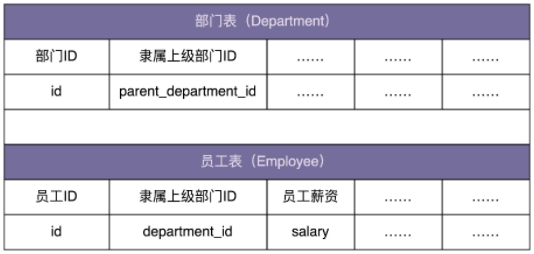 部门表（Department）
部门ID 隶属上级部门ID …… …… ……
id parent_department_id …… …… ……
员工表（Employee）
员工ID 隶属上级部门ID 员工薪资 …… ……
id department_id salary …… ……